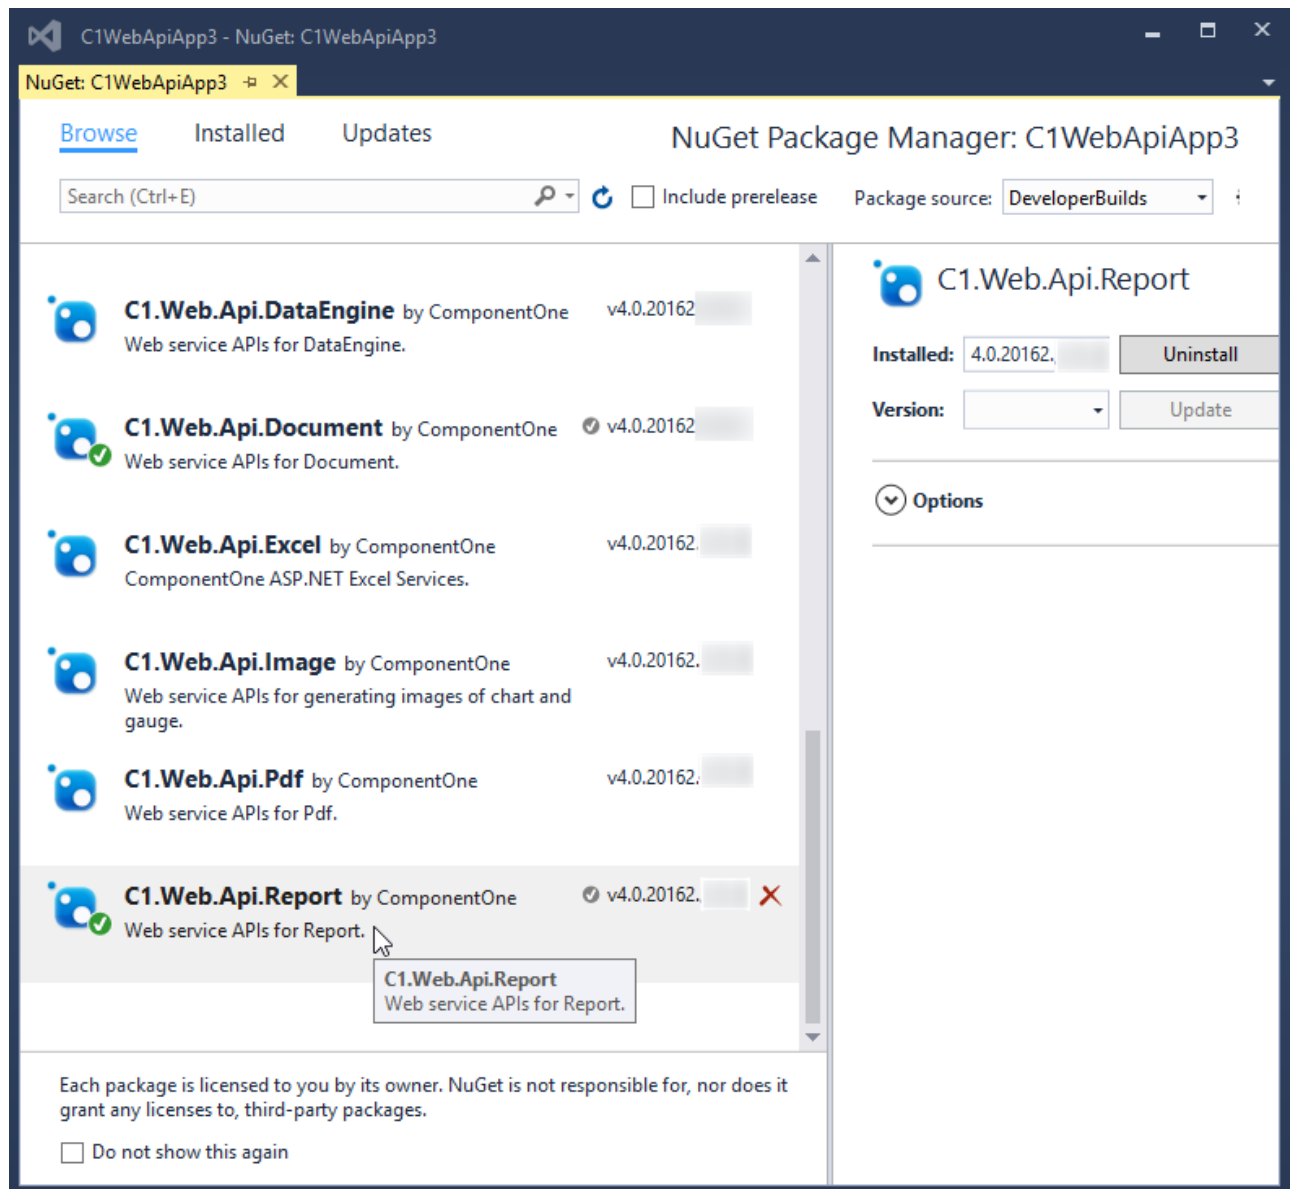 C1WebApiApp3 - NuGet: C1WebApiApp3
NuGet: C1WebApiApp3
Browse Installed Updates
NuGet Package Manager: C1WebApiApp3
Search (Ctrl+E)
Include prerelease
Package source: DeveloperBuilds
C1.Web.Api.DataEngine by ComponentOne v4.0.20162
Web service APIs for DataEngine.
C1.Web.Api.Document by ComponentOne v4.0.20162
Web service APIs for Document.
C1.Web.Api.Excel by ComponentOne v4.0.20162.
ComponentOne ASP.NET Excel Services.
C1.Web.Api.Image by ComponentOne v4.0.20162.
Web service APIs for generating images of chart and
gauge.
C1.Web.Api.Pdf by ComponentOne v4.0.20162.
Web service APIs for Pdf.
C1.Web.Api.Report by ComponentOne v4.0.20162.
Web service APIs for Report.
C1.Web.Api.Report
Web service APIs for Report.
Each package is licensed to you by its owner. NuGet is not responsible for, nor does it
grant any licenses to, third-party packages.
Do not show this again
C1.Web.Api.Report
Installed: 4.0.20162. Uninstall
Version: Update
Options